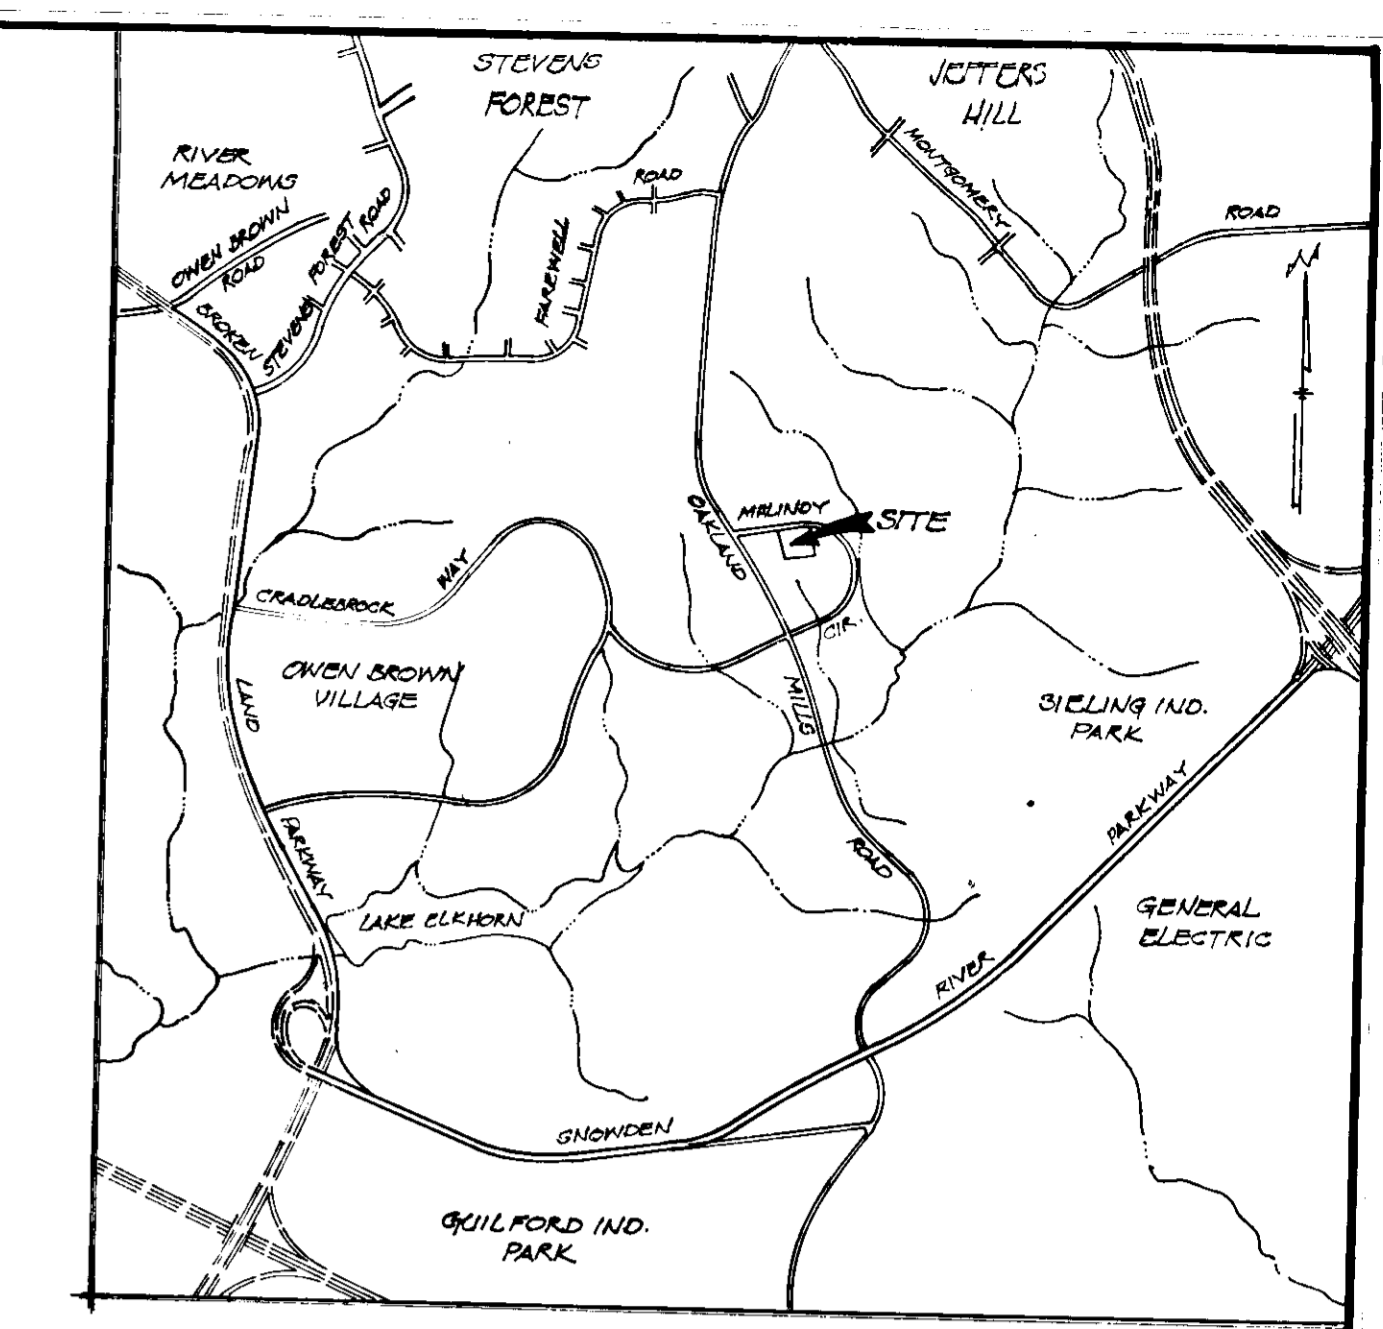 STEVENS
FOREST
JEFFERS
HILL
RIVER
MEADOWS
MONTGOMERY
ROAD
ROAD
OWEN BROWN
ROAD
STEVENS FOREST ROAD
FAREWELL
ROAD
N
BROKEN
LAND
PARKWAY
OAKLAND
MILLS
ROAD
MELINDY
CIR.
SITE
CRADLEBROCK
WAY
OWEN BROWN
VILLAGE
SIELING IND.
PARK
LAKE ELKHORN
GENERAL
ELECTRIC
SNOWDEN
RIVER
PARKWAY
GUILFORD IND.
PARK